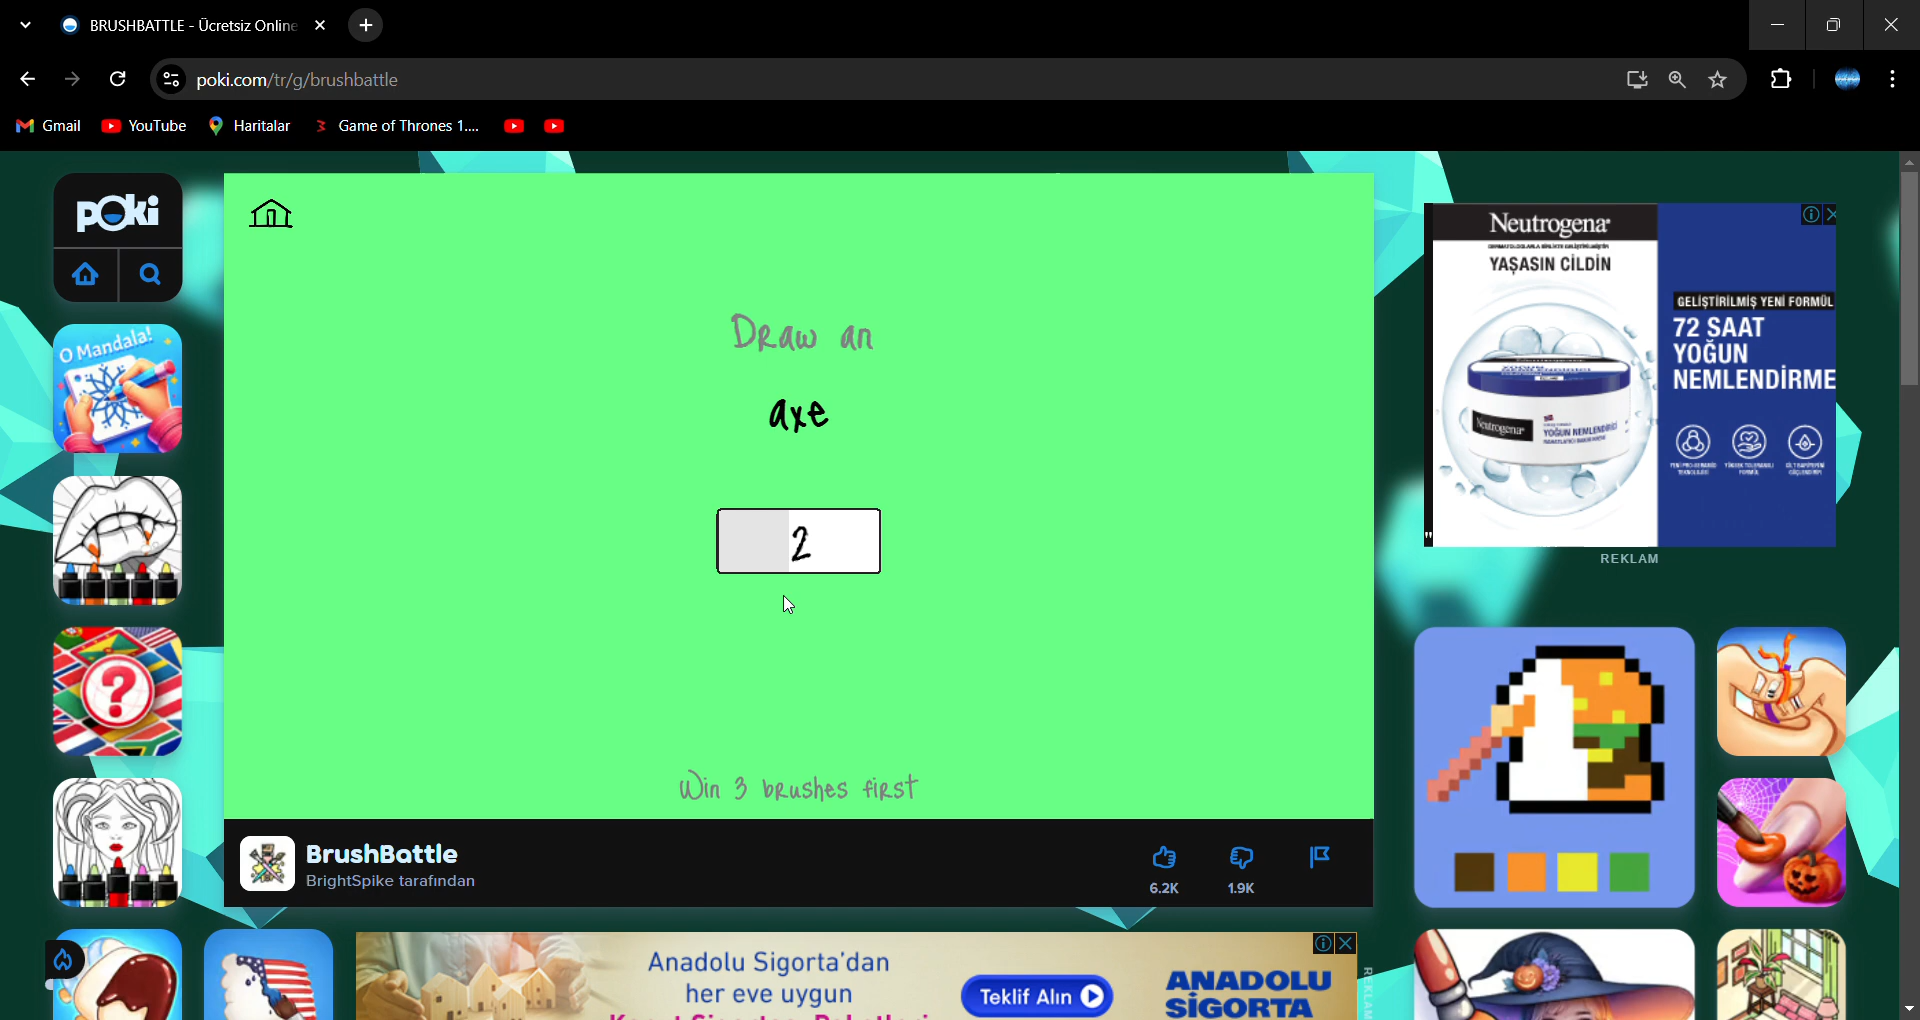 BRUSHBATTLE - Ücretsiz Online
poki.com/tr/g/brushbattle
Gmail
YouTube
Haritalar
Game of Thrones 1....
poki
O Mandala!
Draw an
axe
2
Win 3 brushes first
BrushBattle
BrightSpike tarafından
6.2K
1.9K
Neutrogena
YAŞASIN CİLDİN
GELİŞTİRİLMİŞ YENİ FORMÜL
72 SAAT
YOĞUN
NEMLENDİRME
Neutrogena
REKLAM
Anadolu Sigorta'dan
her eve uygun
Teklif Alın
ANADOLU
SİGORTA
REKLAM